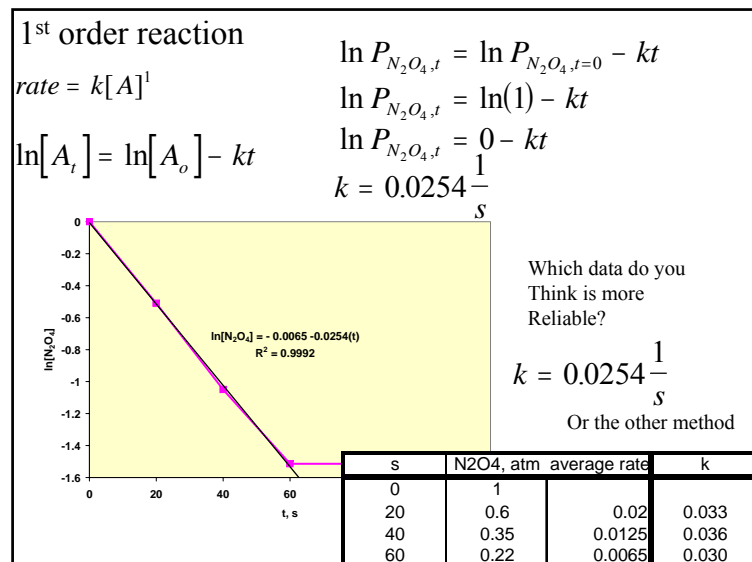 1st order reaction
rate = k[A]^1
ln[A_t] = ln[A_o] − kt
ln P_{N2O4,t} = ln P_{N2O4,t=0} − kt
ln P_{N2O4,t} = ln(1) − kt
ln P_{N2O4,t} = 0 − kt
k = 0.0254 1/s
0
-0.2
-0.4
-0.6
-0.8
-1
-1.2
-1.4
-1.6
ln[N2O4]
ln[N2O4] = - 0.0065 -0.0254(t)
R2 = 0.9992
0 20 40 60
t, s
Which data do you
Think is more
Reliable?
k = 0.0254 1/s
Or the other method
s N2O4, atm average rate k
0 1
20 0.6 0.02 0.033
40 0.35 0.0125 0.036
60 0.22 0.0065 0.030